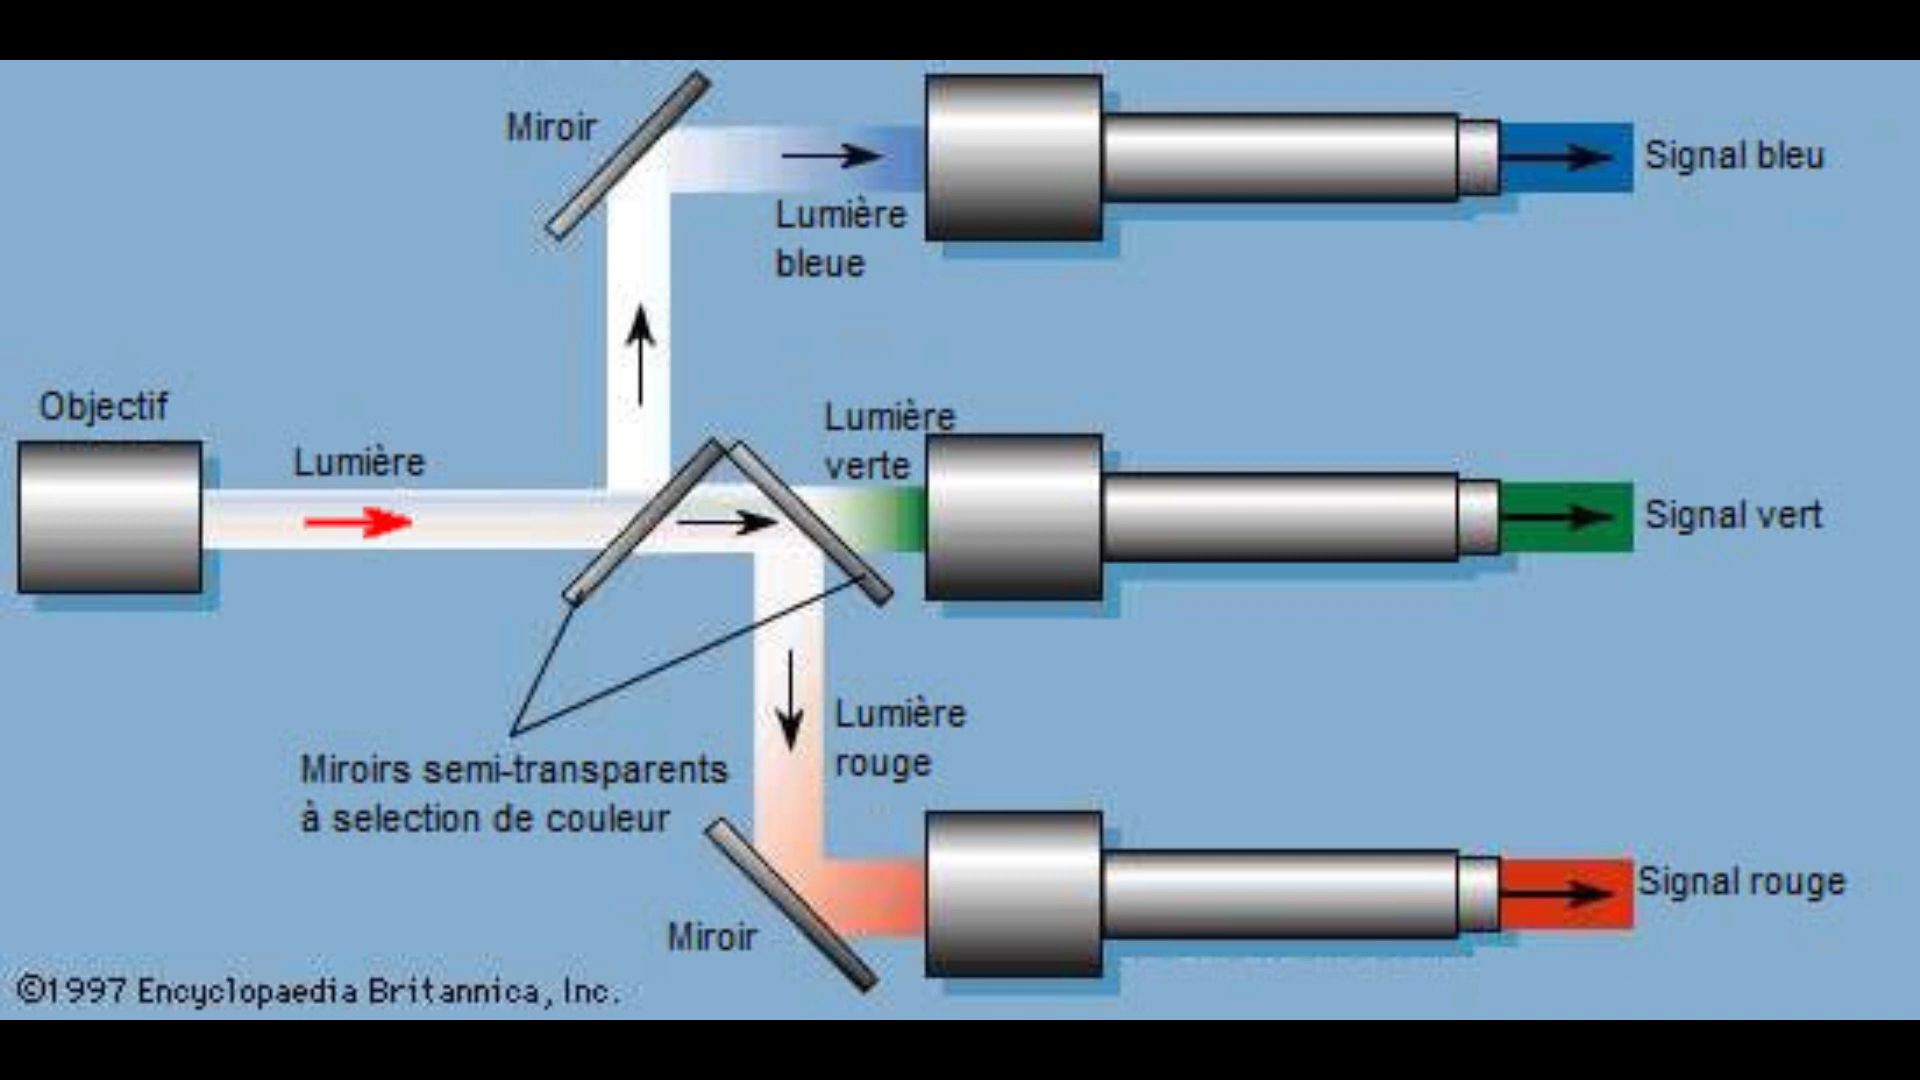 Miroir
Lumière
bleue
Signal bleu
Objectif
Lumière
Lumière
verte
Signal vert
Lumière
rouge
Miroirs semi-transparents
à selection de couleur
Signal rouge
Miroir
©1997 Encyclopaedia Britannica, Inc.